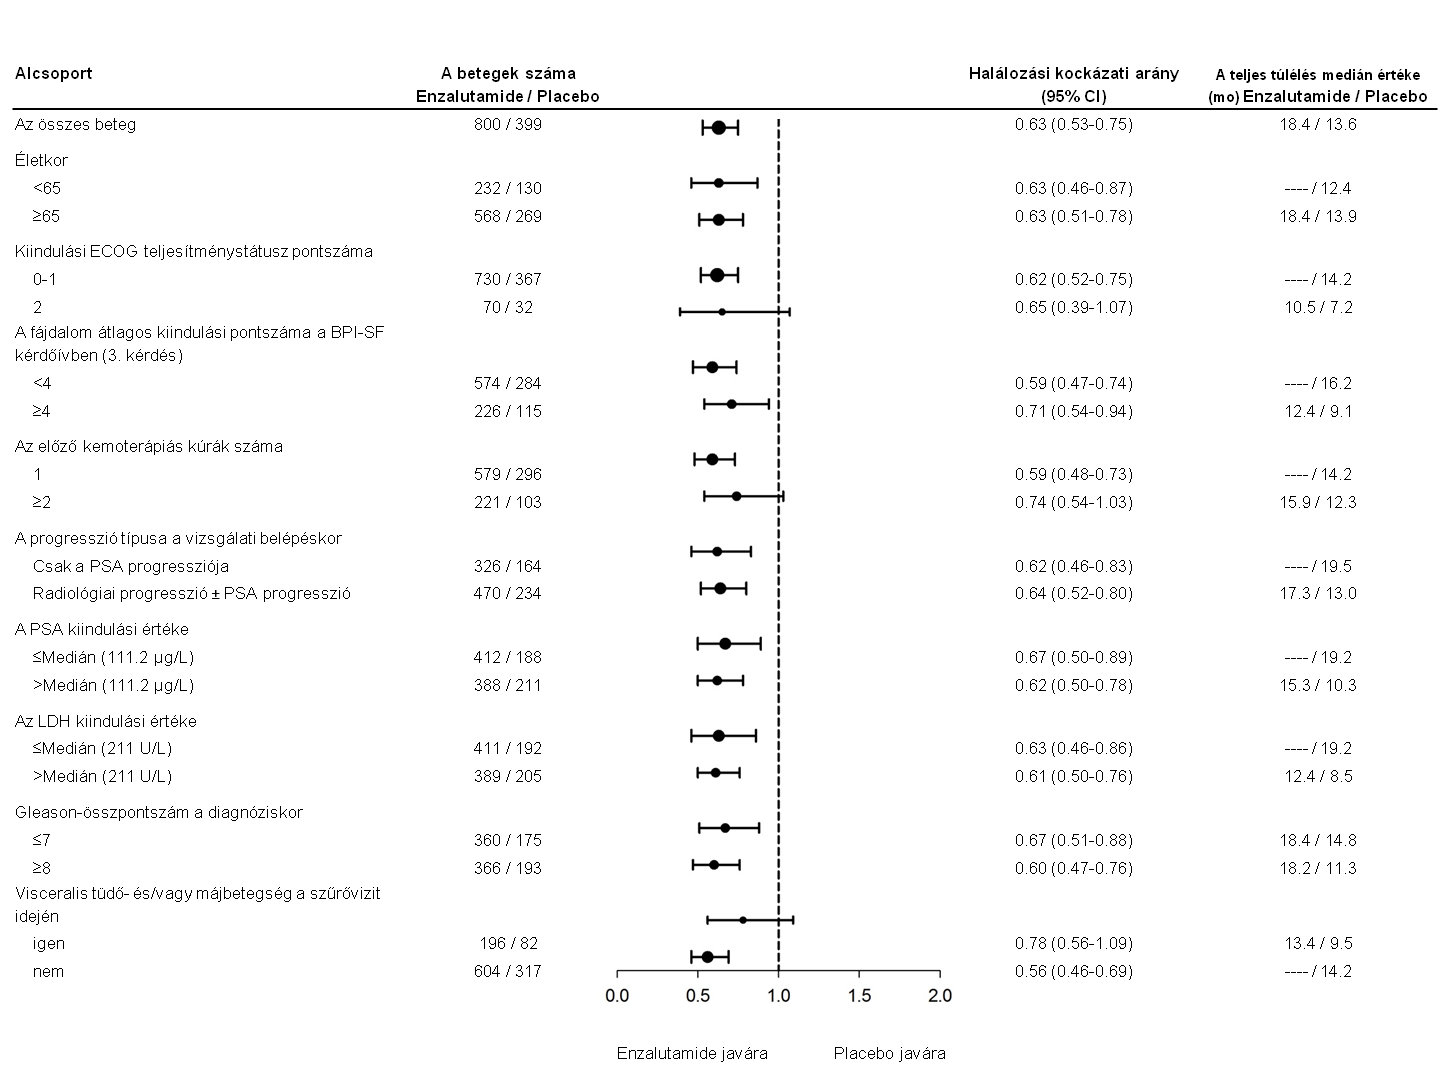 Alcsoport A betegek száma Halálozási kockázati arány A teljes túlélés medián értéke
Enzalutamide / Placebo (95% CI) (mo) Enzalutamide / Placebo
Az összes beteg 800 / 399 0.63 (0.53-0.75) 18.4 / 13.6
Életkor
<65 232 / 130 0.63 (0.46-0.87) ---- / 12.4
≥65 568 / 269 0.63 (0.51-0.78) 18.4 / 13.9
Kiindulási ECOG teljesítménystátusz pontszáma
0-1 730 / 367 0.62 (0.52-0.75) ---- / 14.2
2 70 / 32 0.65 (0.39-1.07) 10.5 / 7.2
A fájdalom átlagos kiindulási pontszáma a BPI-SF
kérdőívben (3. kérdés)
<4 574 / 284 0.59 (0.47-0.74) ---- / 16.2
≥4 226 / 115 0.71 (0.54-0.94) 12.4 / 9.1
Az előző kemoterápiás kúrák száma
1 579 / 296 0.59 (0.48-0.73) ---- / 14.2
≥2 221 / 103 0.74 (0.54-1.03) 15.9 / 12.3
A progresszió típusa a vizsgálati belépéskor
Csak a PSA progressziója 326 / 164 0.62 (0.46-0.83) ---- / 19.5
Radiológiai progresszió ± PSA progresszió 470 / 234 0.64 (0.52-0.80) 17.3 / 13.0
A PSA kiindulási értéke
≤Medián (111.2 µg/L) 412 / 188 0.67 (0.50-0.89) ---- / 19.2
>Medián (111.2 µg/L) 388 / 211 0.62 (0.50-0.78) 15.3 / 10.3
Az LDH kiindulási értéke
≤Medián (211 U/L) 411 / 192 0.63 (0.46-0.86) ---- / 19.2
>Medián (211 U/L) 389 / 205 0.61 (0.50-0.76) 12.4 / 8.5
Gleason-összpontszám a diagnóziskor
≤7 360 / 175 0.67 (0.51-0.88) 18.4 / 14.8
≥8 366 / 193 0.60 (0.47-0.76) 18.2 / 11.3
Visceralis tüdő- és/vagy májbetegség a szűrővizit
idején
igen 196 / 82 0.78 (0.56-1.09) 13.4 / 9.5
nem 604 / 317 0.56 (0.46-0.69) ---- / 14.2
0.0 0.5 1.0 1.5 2.0
Enzalutamide javára Placebo javára